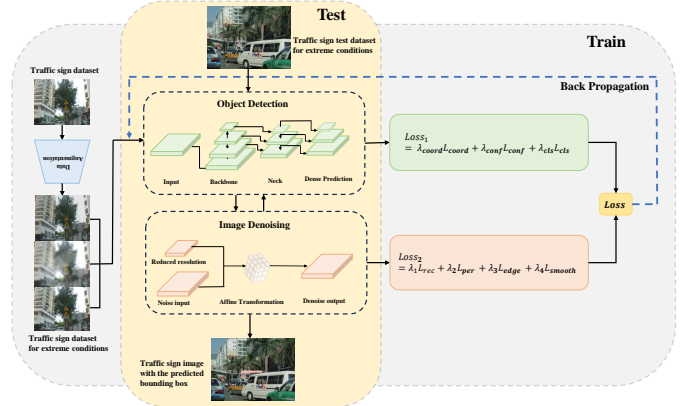 Test
Train
Traffic sign test dataset
for extreme conditions
Traffic sign dataset
Back Propagation
Object Detection
Data
Augmentation
Input
Backbone
Neck
Dense Prediction
Loss₁
= λcoordLcoord + λconfLconf + λclsLcls
Loss
Image Denoising
Reduced resolution
Noise input
Affine Transformation
Denoise output
Loss₂
= λ₁Lrec + λ₂Lper + λ₃Ledge + λ₄Lsmooth
Traffic sign dataset
for extreme conditions
Traffic sign image
with the predicted
bounding box